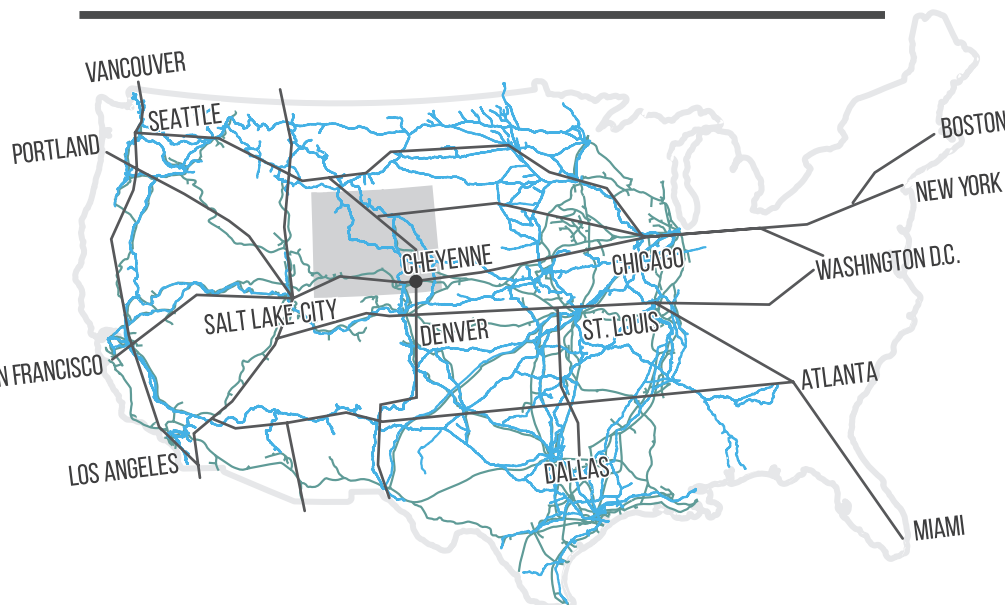 VANCOUVER
SEATTLE
PORTLAND
BOSTON
NEW YORK
CHEYENNE
CHICAGO
WASHINGTON D.C.
SALT LAKE CITY
DENVER
ST. LOUIS
N FRANCISCO
ATLANTA
LOS ANGELES
DALLAS
MIAMI